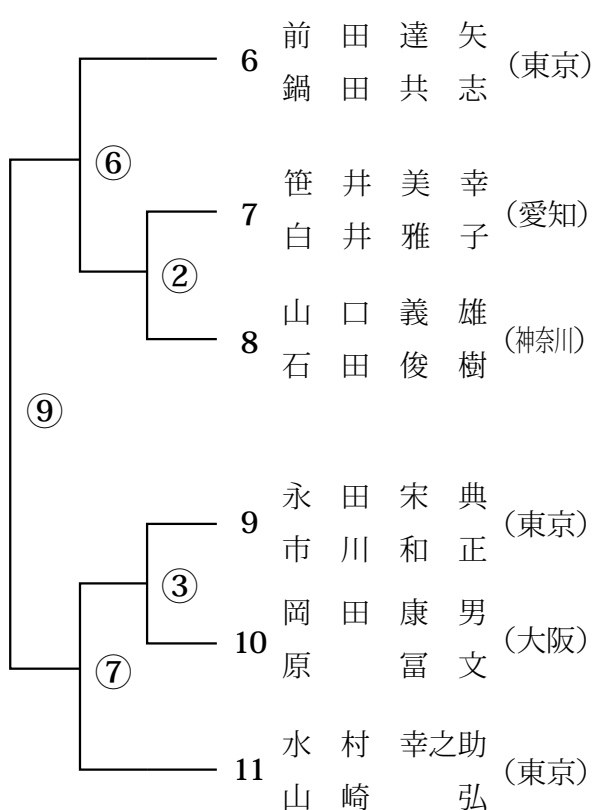 前田達矢
6 (東京)
鍋田共志
⑥
笹井美幸
7 (愛知)
白井雅子
②
山口義雄
8 (神奈川)
石田俊樹
⑨
永田宋典
9 (東京)
市川和正
③
岡田康男
10 (大阪)
原冨文
⑦
水村幸之助
11 (東京)
山崎弘